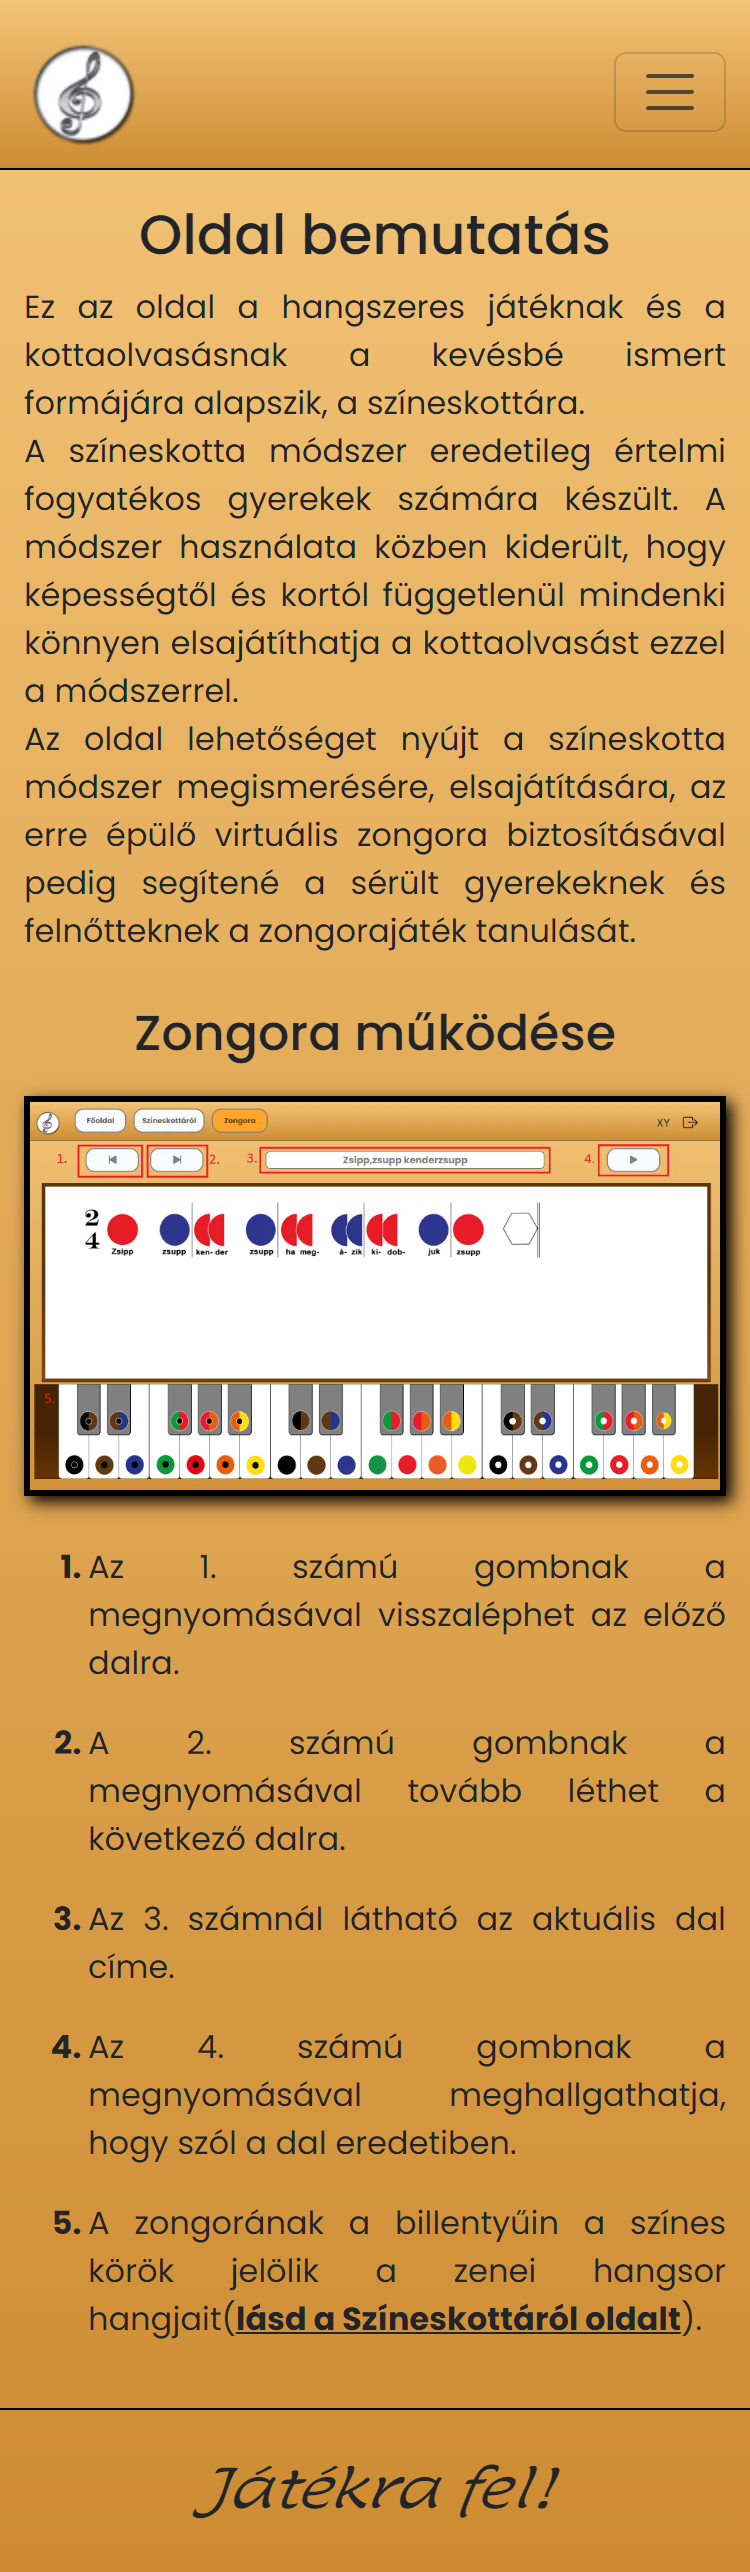 Oldal bemutatás
Ez az oldal a hangszeres játéknak és a
kottaolvasásnak a kevésbé ismert
formájára alapszik, a színeskottára.
A színeskotta módszer eredetileg értelmi
fogyatékos gyerekek számára készült. A
módszer használata közben kiderült, hogy
képességtől és kortól függetlenül mindenki
könnyen elsajátíthatja a kottaolvasást ezzel
a módszerrel.
Az oldal lehetőséget nyújt a színeskotta
módszer megismerésére, elsajátítására, az
erre épülő virtuális zongora biztosításával
pedig segítené a sérült gyerekeknek és
felnőtteknek a zongorajáték tanulását.
Zongora működése
Főoldal Színeskottáról Zongora XY
1. 2. 3. Zsipp,zsupp kenderzsupp 4.
2
4
Zsipp zsupp ken- der zsupp ha meg- á- zik ki- dob- juk zsupp
5.
1. Az 1. számú gombnak a
megnyomásával visszaléphet az előző
dalra.
2. A 2. számú gombnak a
megnyomásával tovább léthet a
következő dalra.
3. Az 3. számnál látható az aktuális dal
címe.
4. Az 4. számú gombnak a
megnyomásával meghallgathatja,
hogy szól a dal eredetiben.
5. A zongorának a billentyűin a színes
körök jelölik a zenei hangsor
hangjait(lásd a Színeskottáról oldalt).
Játékra fel!